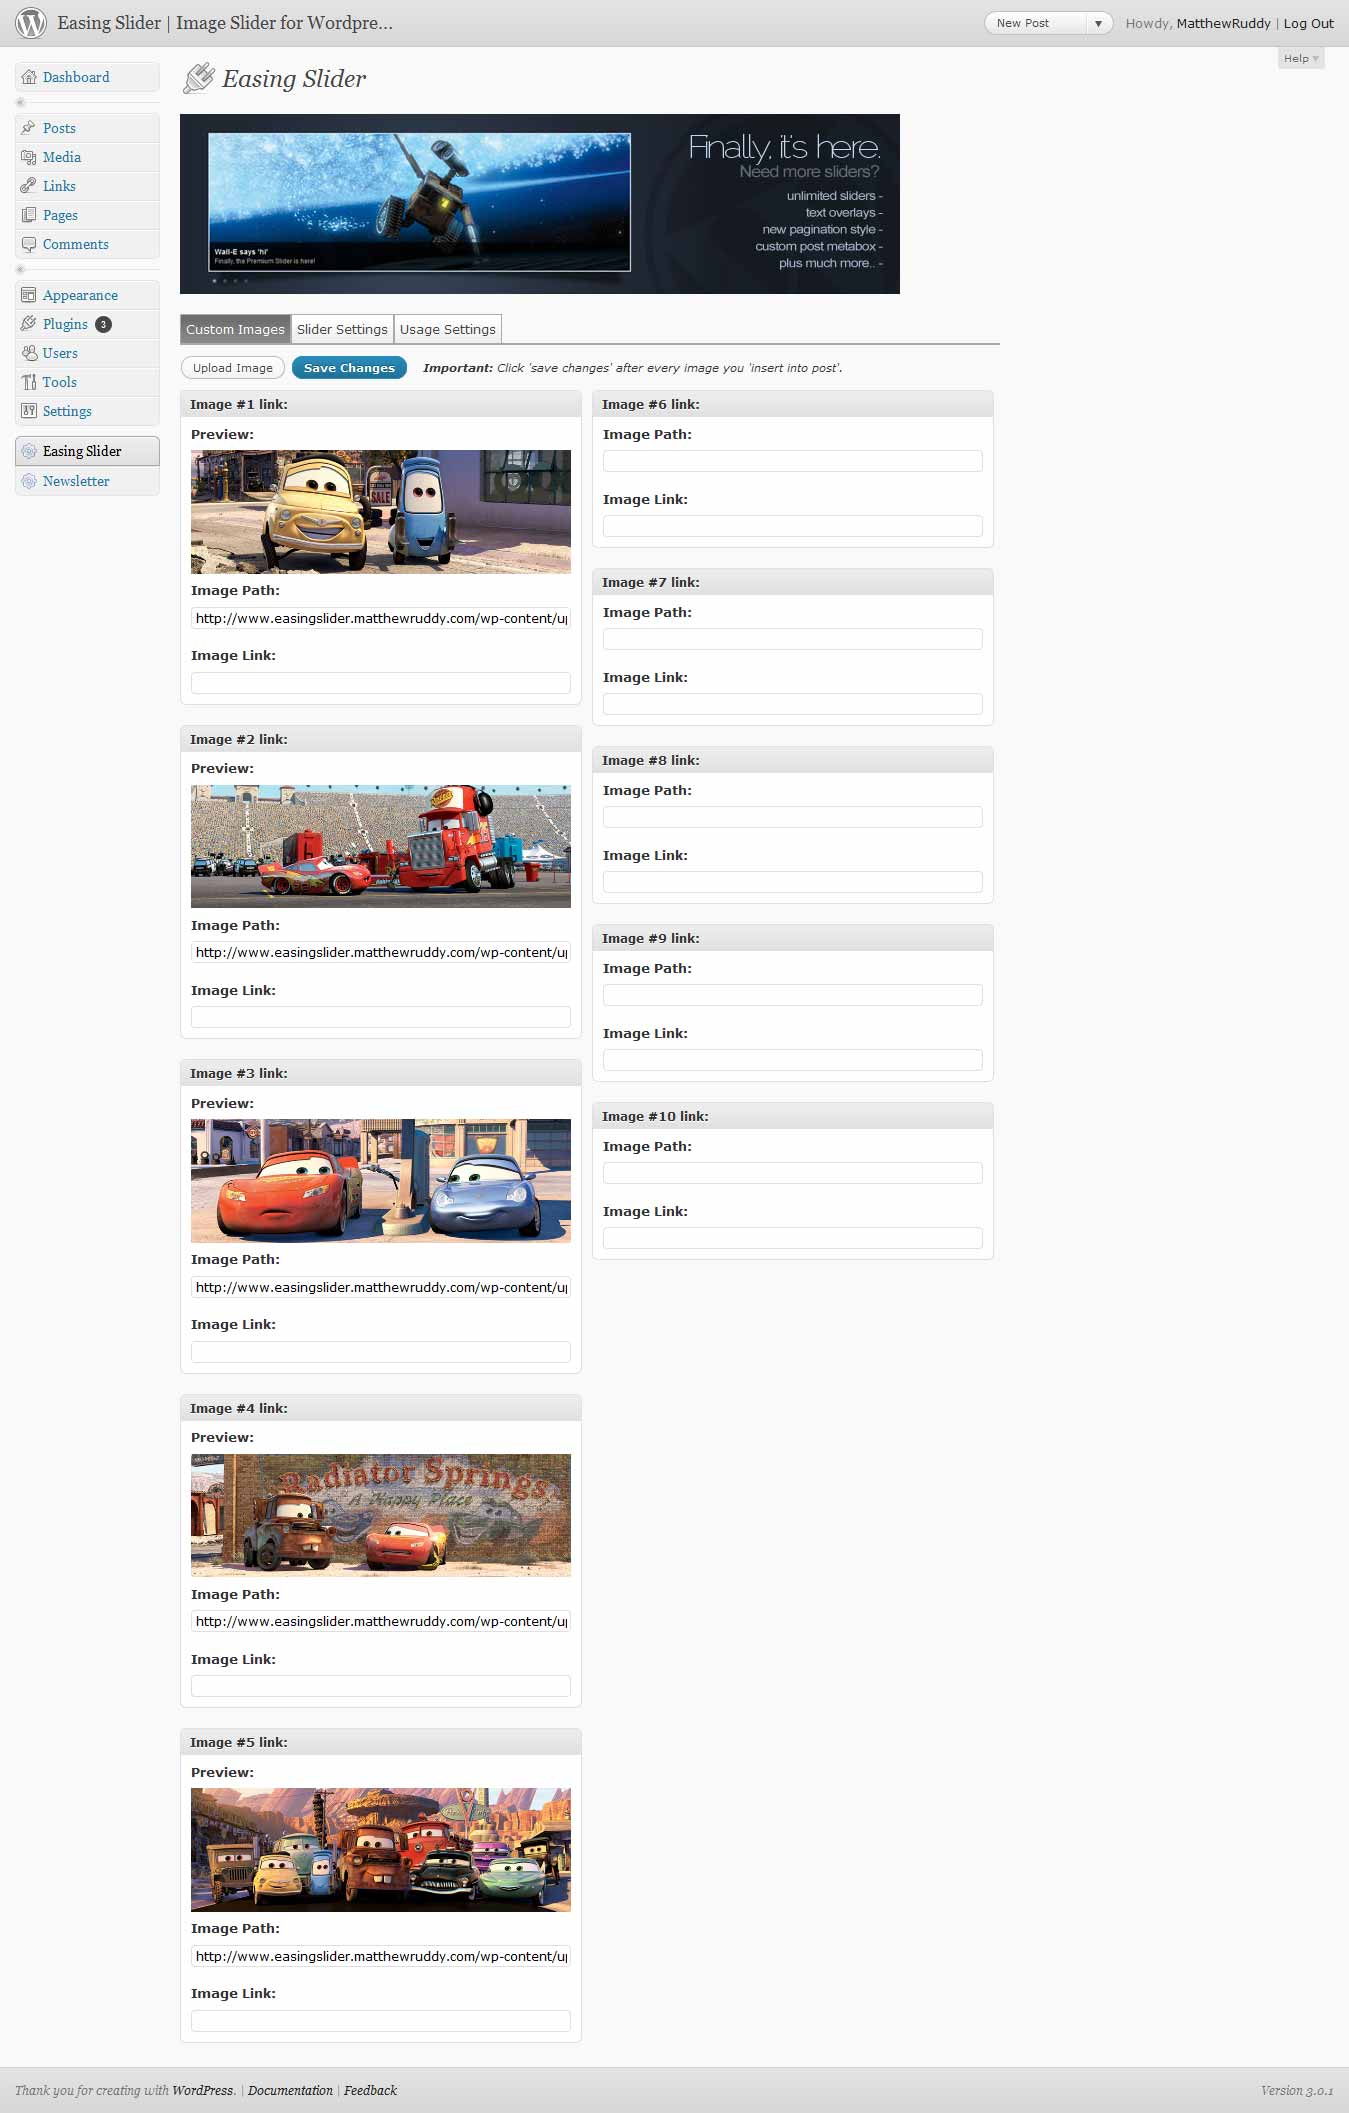 Easing Slider | Image Slider for Wordpre...
New Post
Howdy, MatthewRuddy | Log Out
Help
Dashboard
Posts
Media
Links
Pages
Comments
Appearance
Plugins 3
Users
Tools
Settings
Easing Slider
Newsletter
Easing Slider
Wall-E says 'hi'
Finally, the Premium Slider is here!
Finally, it's here.
Need more sliders?
unlimited sliders -
text overlays -
new pagination style -
custom post metabox -
plus much more.. -
Custom Images
Slider Settings
Usage Settings
Upload Image
Save Changes
Important: Click 'save changes' after every image you 'insert into post'.
Image #1 link:
Preview:
SALE
Image Path:
http://www.easingslider.matthewruddy.com/wp-content/up
Image Link:
Image #2 link:
Preview:
Image Path:
http://www.easingslider.matthewruddy.com/wp-content/up
Image Link:
Image #3 link:
Preview:
Image Path:
http://www.easingslider.matthewruddy.com/wp-content/up
Image Link:
Image #4 link:
Preview:
Radiator Springs
A Happy Place
Image Path:
http://www.easingslider.matthewruddy.com/wp-content/up
Image Link:
Image #5 link:
Preview:
Image Path:
http://www.easingslider.matthewruddy.com/wp-content/up
Image Link:
Image #6 link:
Image Path:
Image Link:
Image #7 link:
Image Path:
Image Link:
Image #8 link:
Image Path:
Image Link:
Image #9 link:
Image Path:
Image Link:
Image #10 link:
Image Path:
Image Link:
Thank you for creating with WordPress. | Documentation | Feedback
Version 3.0.1